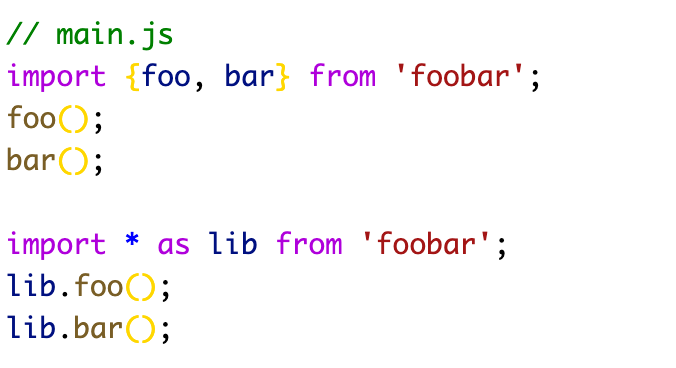 // main.js
import {foo, bar} from 'foobar';
foo();
bar();
import * as lib from 'foobar';
lib.foo();
lib.bar();